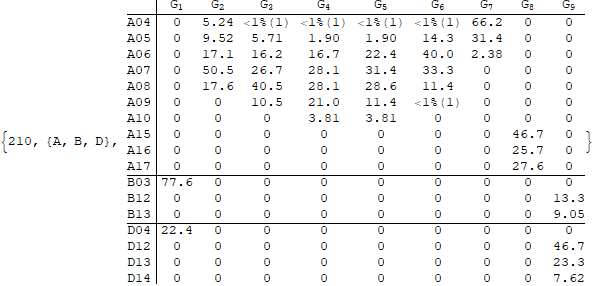 G1 G2 G3 G4 G5 G6 G7 G8 G9
A04 0 5.24 <1%(1) <1%(1) <1%(1) <1%(1) 66.2 0 0
A05 0 9.52 5.71 1.90 1.90 14.3 31.4 0 0
A06 0 17.1 16.2 16.7 22.4 40.0 2.38 0 0
A07 0 50.5 26.7 28.1 31.4 33.3 0 0 0
A08 0 17.6 40.5 28.1 28.6 11.4 0 0 0
A09 0 0 10.5 21.0 11.4 <1%(1) 0 0 0
A10 0 0 0 3.81 3.81 0 0 0 0
{210, {A, B, D}, A15 0 0 0 0 0 0 0 46.7 0 }
A16 0 0 0 0 0 0 0 25.7 0
A17 0 0 0 0 0 0 0 27.6 0
B03 77.6 0 0 0 0 0 0 0 0
B12 0 0 0 0 0 0 0 0 13.3
B13 0 0 0 0 0 0 0 0 9.05
D04 22.4 0 0 0 0 0 0 0 0
D12 0 0 0 0 0 0 0 0 46.7
D13 0 0 0 0 0 0 0 0 23.3
D14 0 0 0 0 0 0 0 0 7.62